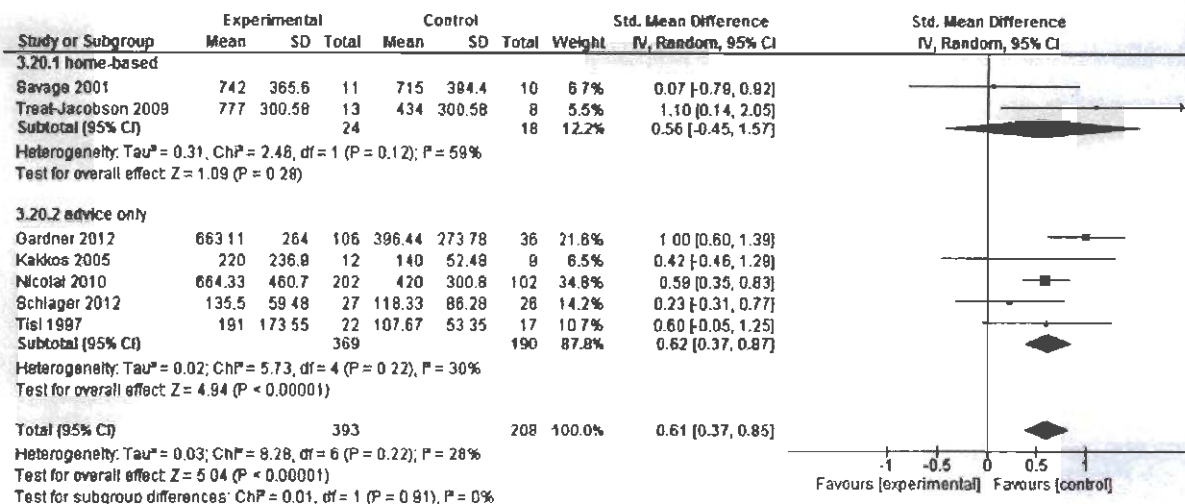 Experimental Control Std. Mean Difference Std. Mean Difference
Study or Subgroup Mean SD Total Mean SD Total Weight IV, Random, 95% CI IV, Random, 95% CI
3.20.1 home-based
Savage 2001 742 365.6 11 715 394.4 10 6.7% 0.07 [-0.79, 0.92]
Treat-Jacobson 2009 777 300.58 13 434 300.58 8 5.5% 1.10 [0.14, 2.05]
Subtotal (95% CI) 24 18 12.2% 0.56 [-0.45, 1.57]
Heterogeneity: Tau² = 0.31, Chi² = 2.46, df = 1 (P = 0.12); I² = 59%
Test for overall effect: Z = 1.09 (P = 0.28)
3.20.2 advice only
Gardner 2012 663.11 264 106 396.44 273.78 36 21.6% 1.00 [0.60, 1.39]
Kakkos 2005 220 236.9 12 140 52.48 9 6.5% 0.42 [-0.46, 1.29]
Nicolai 2010 664.33 460.7 202 420 300.8 102 34.8% 0.59 [0.35, 0.83]
Schlager 2012 135.5 59.48 27 118.33 86.28 26 14.2% 0.23 [-0.31, 0.77]
Tisl 1997 191 173.55 22 107.67 53.35 17 10.7% 0.60 [-0.05, 1.25]
Subtotal (95% CI) 369 190 87.8% 0.62 [0.37, 0.87]
Heterogeneity: Tau² = 0.02; Chi² = 5.73, df = 4 (P = 0.22), I² = 30%
Test for overall effect: Z = 4.94 (P < 0.00001)
Total (95% CI) 393 208 100.0% 0.61 [0.37, 0.85]
Heterogeneity: Tau² = 0.03; Chi² = 8.28, df = 6 (P = 0.22); I² = 28%
Test for overall effect: Z = 5.04 (P < 0.00001)
Test for subgroup differences: Chi² = 0.01, df = 1 (P = 0.91), I² = 0%
-1 -0.5 0 0.5 1
Favours [experimental] Favours [control]